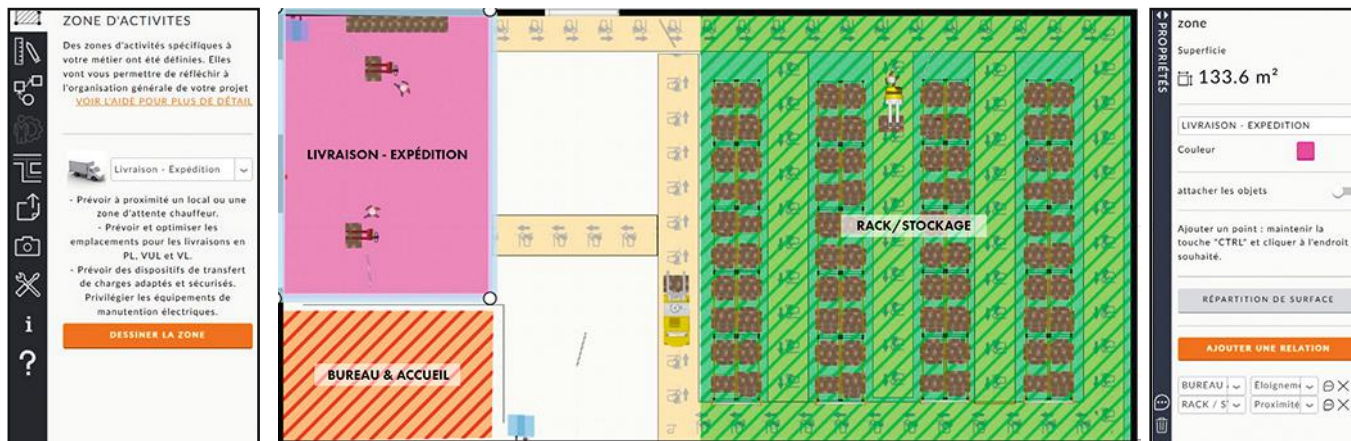 ZONE D'ACTIVITES
Des zones d'activités spécifiques à
votre métier ont été définies. Elles
vont vous permettre de réfléchir à
l'organisation générale de votre projet
VOIR L'AIDE POUR PLUS DE DÉTAIL
Livraison - Expédition
- Prévoir à proximité un local ou une
zone d'attente chauffeur.
- Prévoir et optimiser les
emplacements pour les livraisons en
PL, VUL et VL.
- Prévoir des dispositifs de transfert
de charges adaptés et sécurisés.
Privilégier les équipements de
manutention électriques.
DESSINER LA ZONE
i
?
LIVRAISON - EXPÉDITION
BUREAU & ACCUEIL
RACK/STOCKAGE
PROPRIÉTÉS
zone
Superficie
133.6 m²
LIVRAISON - EXPEDITION
Couleur
attacher les objets
Ajouter un point : maintenir la
touche "CTRL" et cliquer à l'endroit
souhaité.
RÉPARTITION DE SURFACE
AJOUTER UNE RELATION
BUREAU Éloignem
RACK / S Proximité